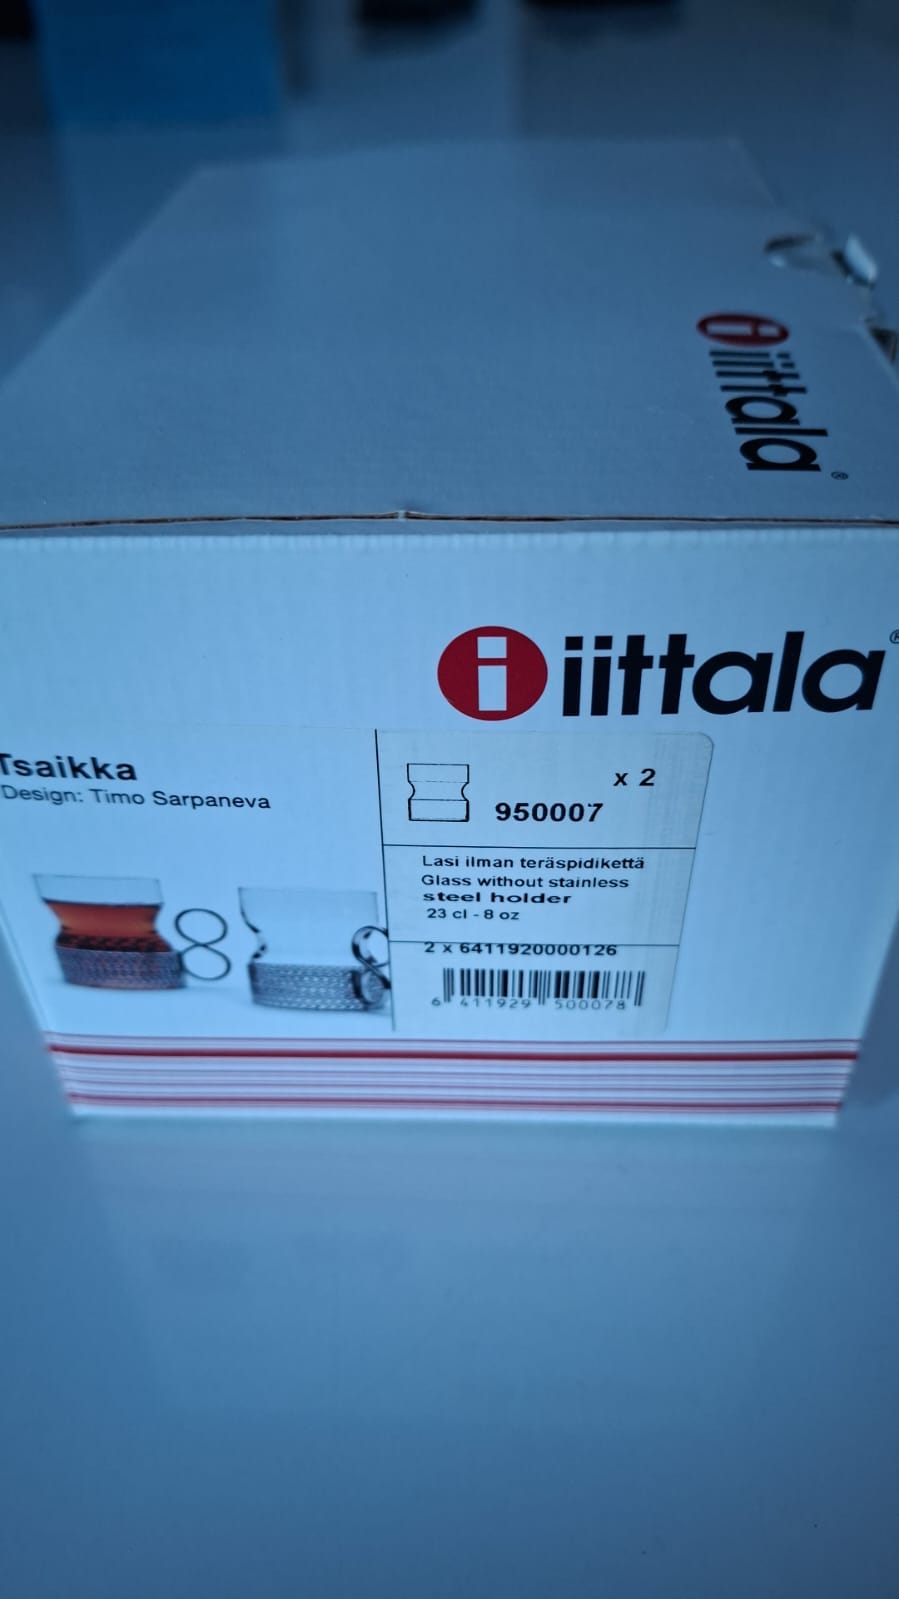 iittala®
iittala®
Tsaikka
Design: Timo Sarpaneva
x 2
950007
Lasi ilman teräspidikettä
Glass without stainless
steel holder
23 cl - 8 oz
2 x 6411920000126
6 411929 500078